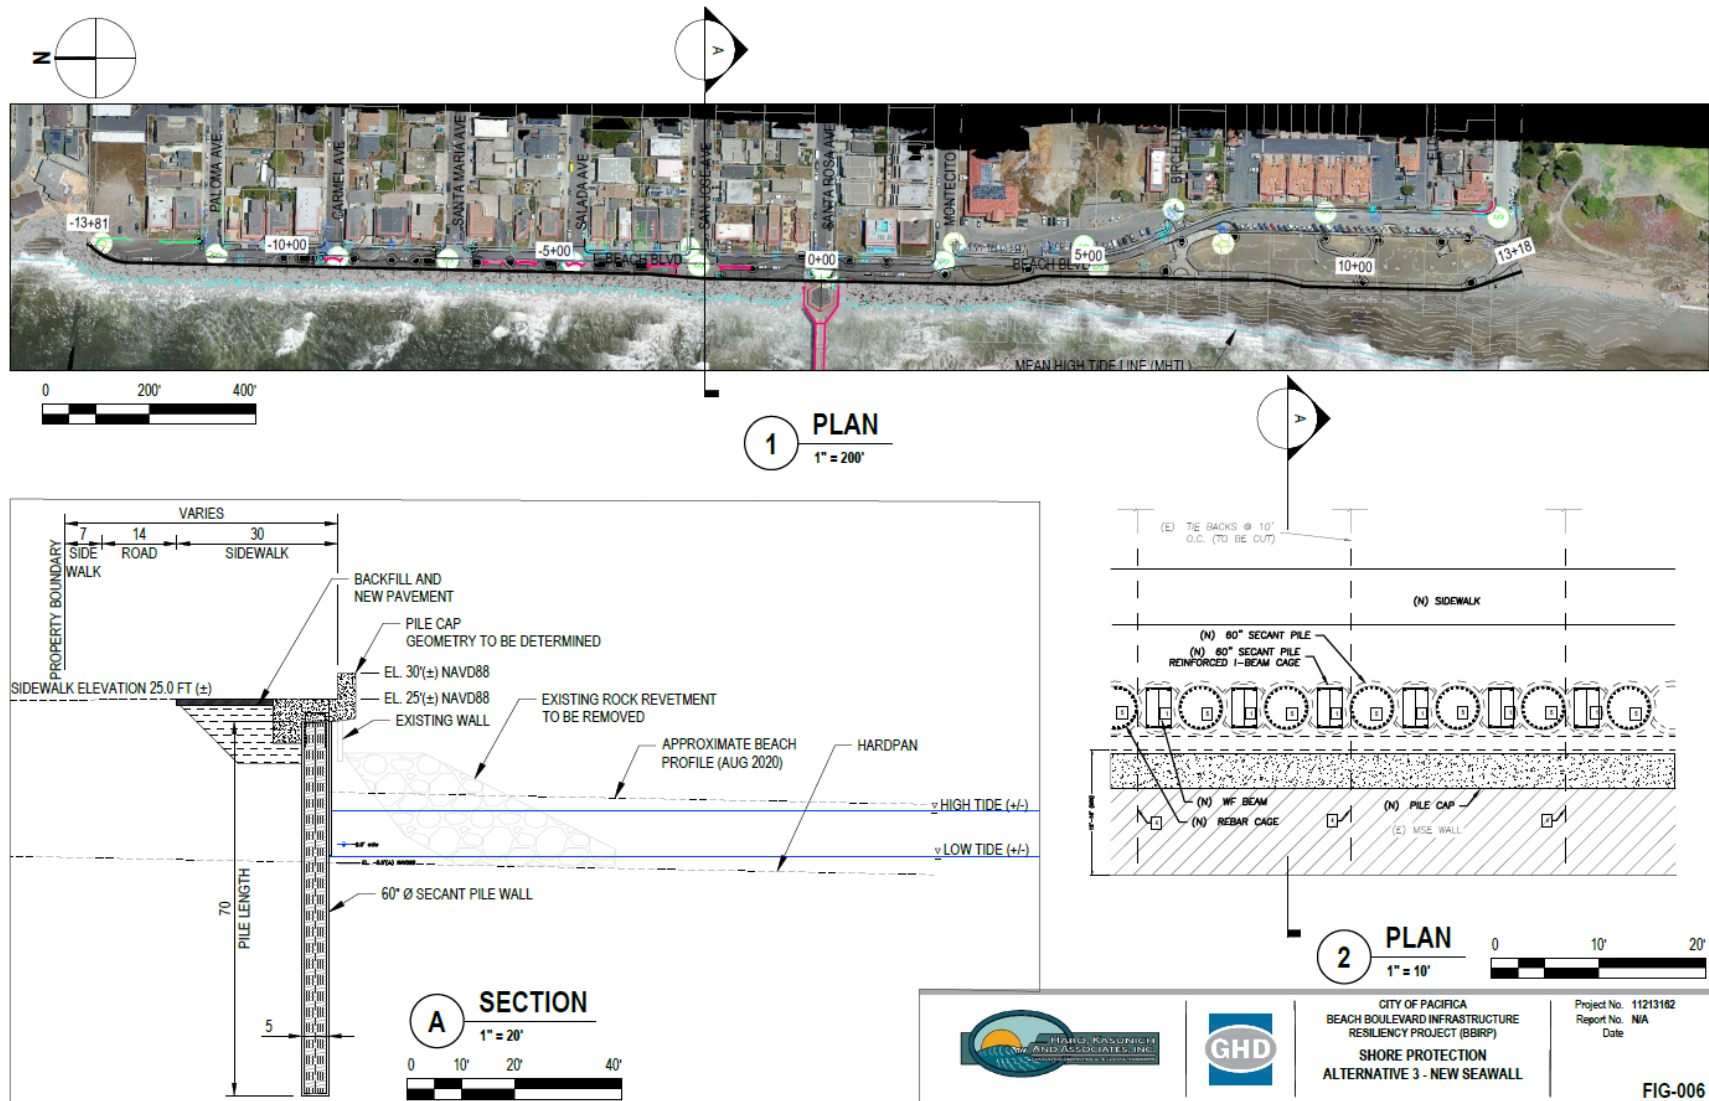 N
A
PALOMA AVE
CARMEL AVE
SANTA MARIA AVE
SALADA AVE
SAN JOSE AVE
SANTA ROSA AVE
MONTECITO
BIRCH
-13+81
-10+00
-5+00
BEACH BLVD
0+00
5+00
BEACH BLVD
10+00
13+18
MEAN HIGH TIDE LINE (MHTL)
0 200' 400'
1
PLAN
1" = 200'
A
VARIES
7 14 30
SIDE WALK
ROAD
SIDEWALK
PROPERTY BOUNDARY
BACKFILL AND
NEW PAVEMENT
PILE CAP
GEOMETRY TO BE DETERMINED
EL. 30'(±) NAVD88
SIDEWALK ELEVATION 25.0 FT (±)
EL. 25'(±) NAVD88
EXISTING WALL
EXISTING ROCK REVETMENT
TO BE REMOVED
APPROXIMATE BEACH
PROFILE (AUG 2020)
HARDPAN
HIGH TIDE (+/-)
LOW TIDE (+/-)
60" Ø SECANT PILE WALL
70
PILE LENGTH
5
A
SECTION
1" = 20'
0 10' 20' 40'
(E) TIE BACKS @ 10'
O.C. (TO BE CUT)
(N) SIDEWALK
(N) 60" SECANT PILE
(N) 60" SECANT PILE
REINFORCED I-BEAM CAGE
(N) WF BEAM
(N) REBAR CAGE
(N) PILE CAP
(E) MSE WALL
4
4
4
2
PLAN
1" = 10'
0 10' 20'
HARO, KASUNICH
AND ASSOCIATES, INC.
GHD
CITY OF PACIFICA
BEACH BOULEVARD INFRASTRUCTURE
RESILIENCY PROJECT (BBIRP)
SHORE PROTECTION
ALTERNATIVE 3 - NEW SEAWALL
Project No. 11213162
Report No. N/A
Date
FIG-006